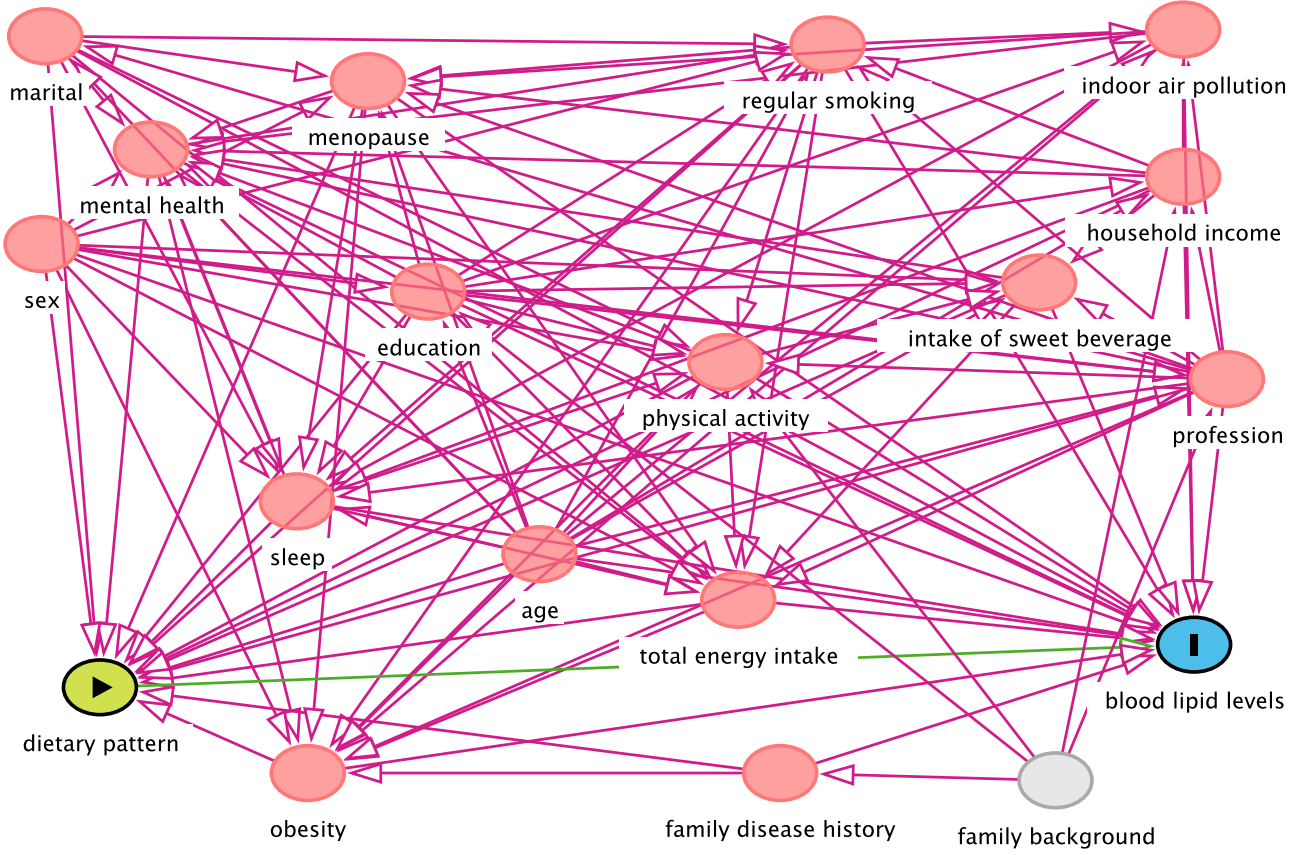 marital
menopause
regular smoking
indoor air pollution
mental health
household income
sex
education
intake of sweet beverage
physical activity
profession
sleep
age
total energy intake
blood lipid levels
dietary pattern
obesity
family disease history
family background